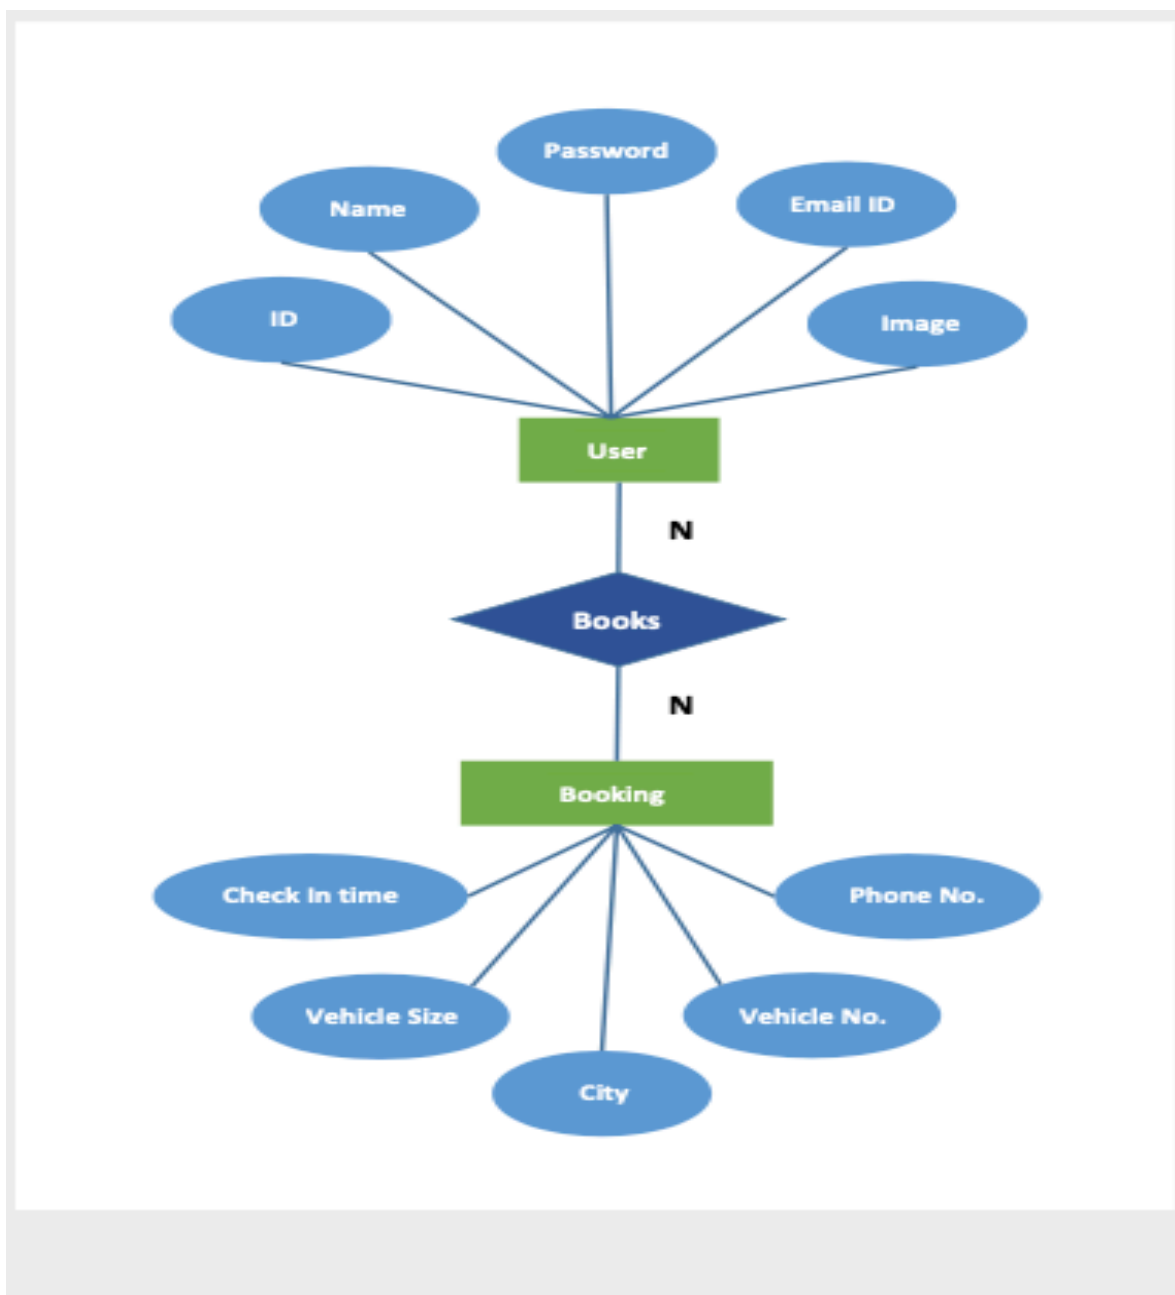 Password
Name
Email ID
ID
Image
User
N
Books
N
Booking
Check In time
Phone No.
Vehicle Size
Vehicle No.
City